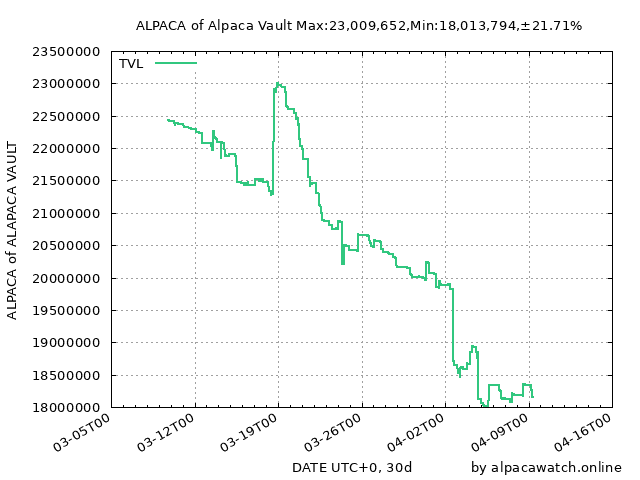 ALPACA of Alpaca Vault Max:23,009,652,Min:18,013,794,±21.71%
TVL
ALPACA of ALAPACA VAULT
23500000
23000000
22500000
22000000
21500000
21000000
20500000
20000000
19500000
19000000
18500000
18000000
03-05T00
03-12T00
03-19T00
03-26T00
04-02T00
04-09T00
04-16T00
DATE UTC+0, 30d
by alpacawatch.online